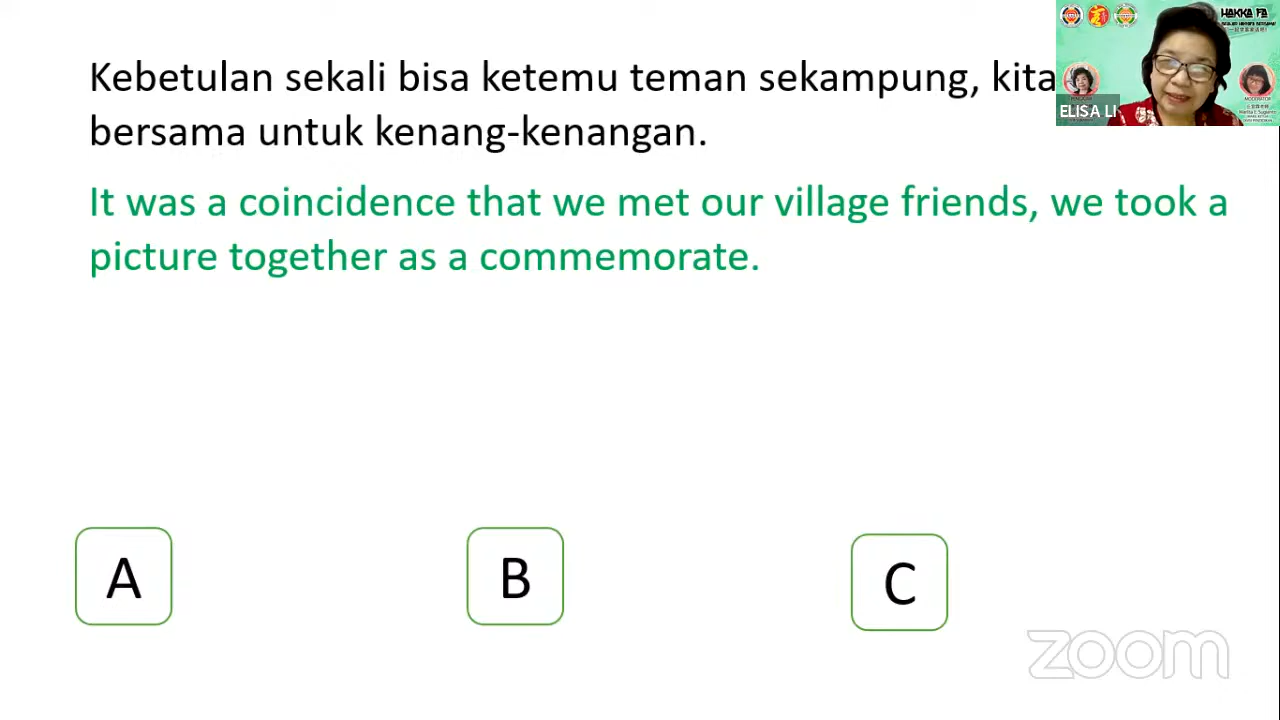 Kebetulan sekali bisa ketemu teman sekampung, kita
bersama untuk kenang-kenangan.
It was a coincidence that we met our village friends, we took a
picture together as a commemorate.
A
B
C
HAKKA FA
ELISA LI
MODERATOR
zoom